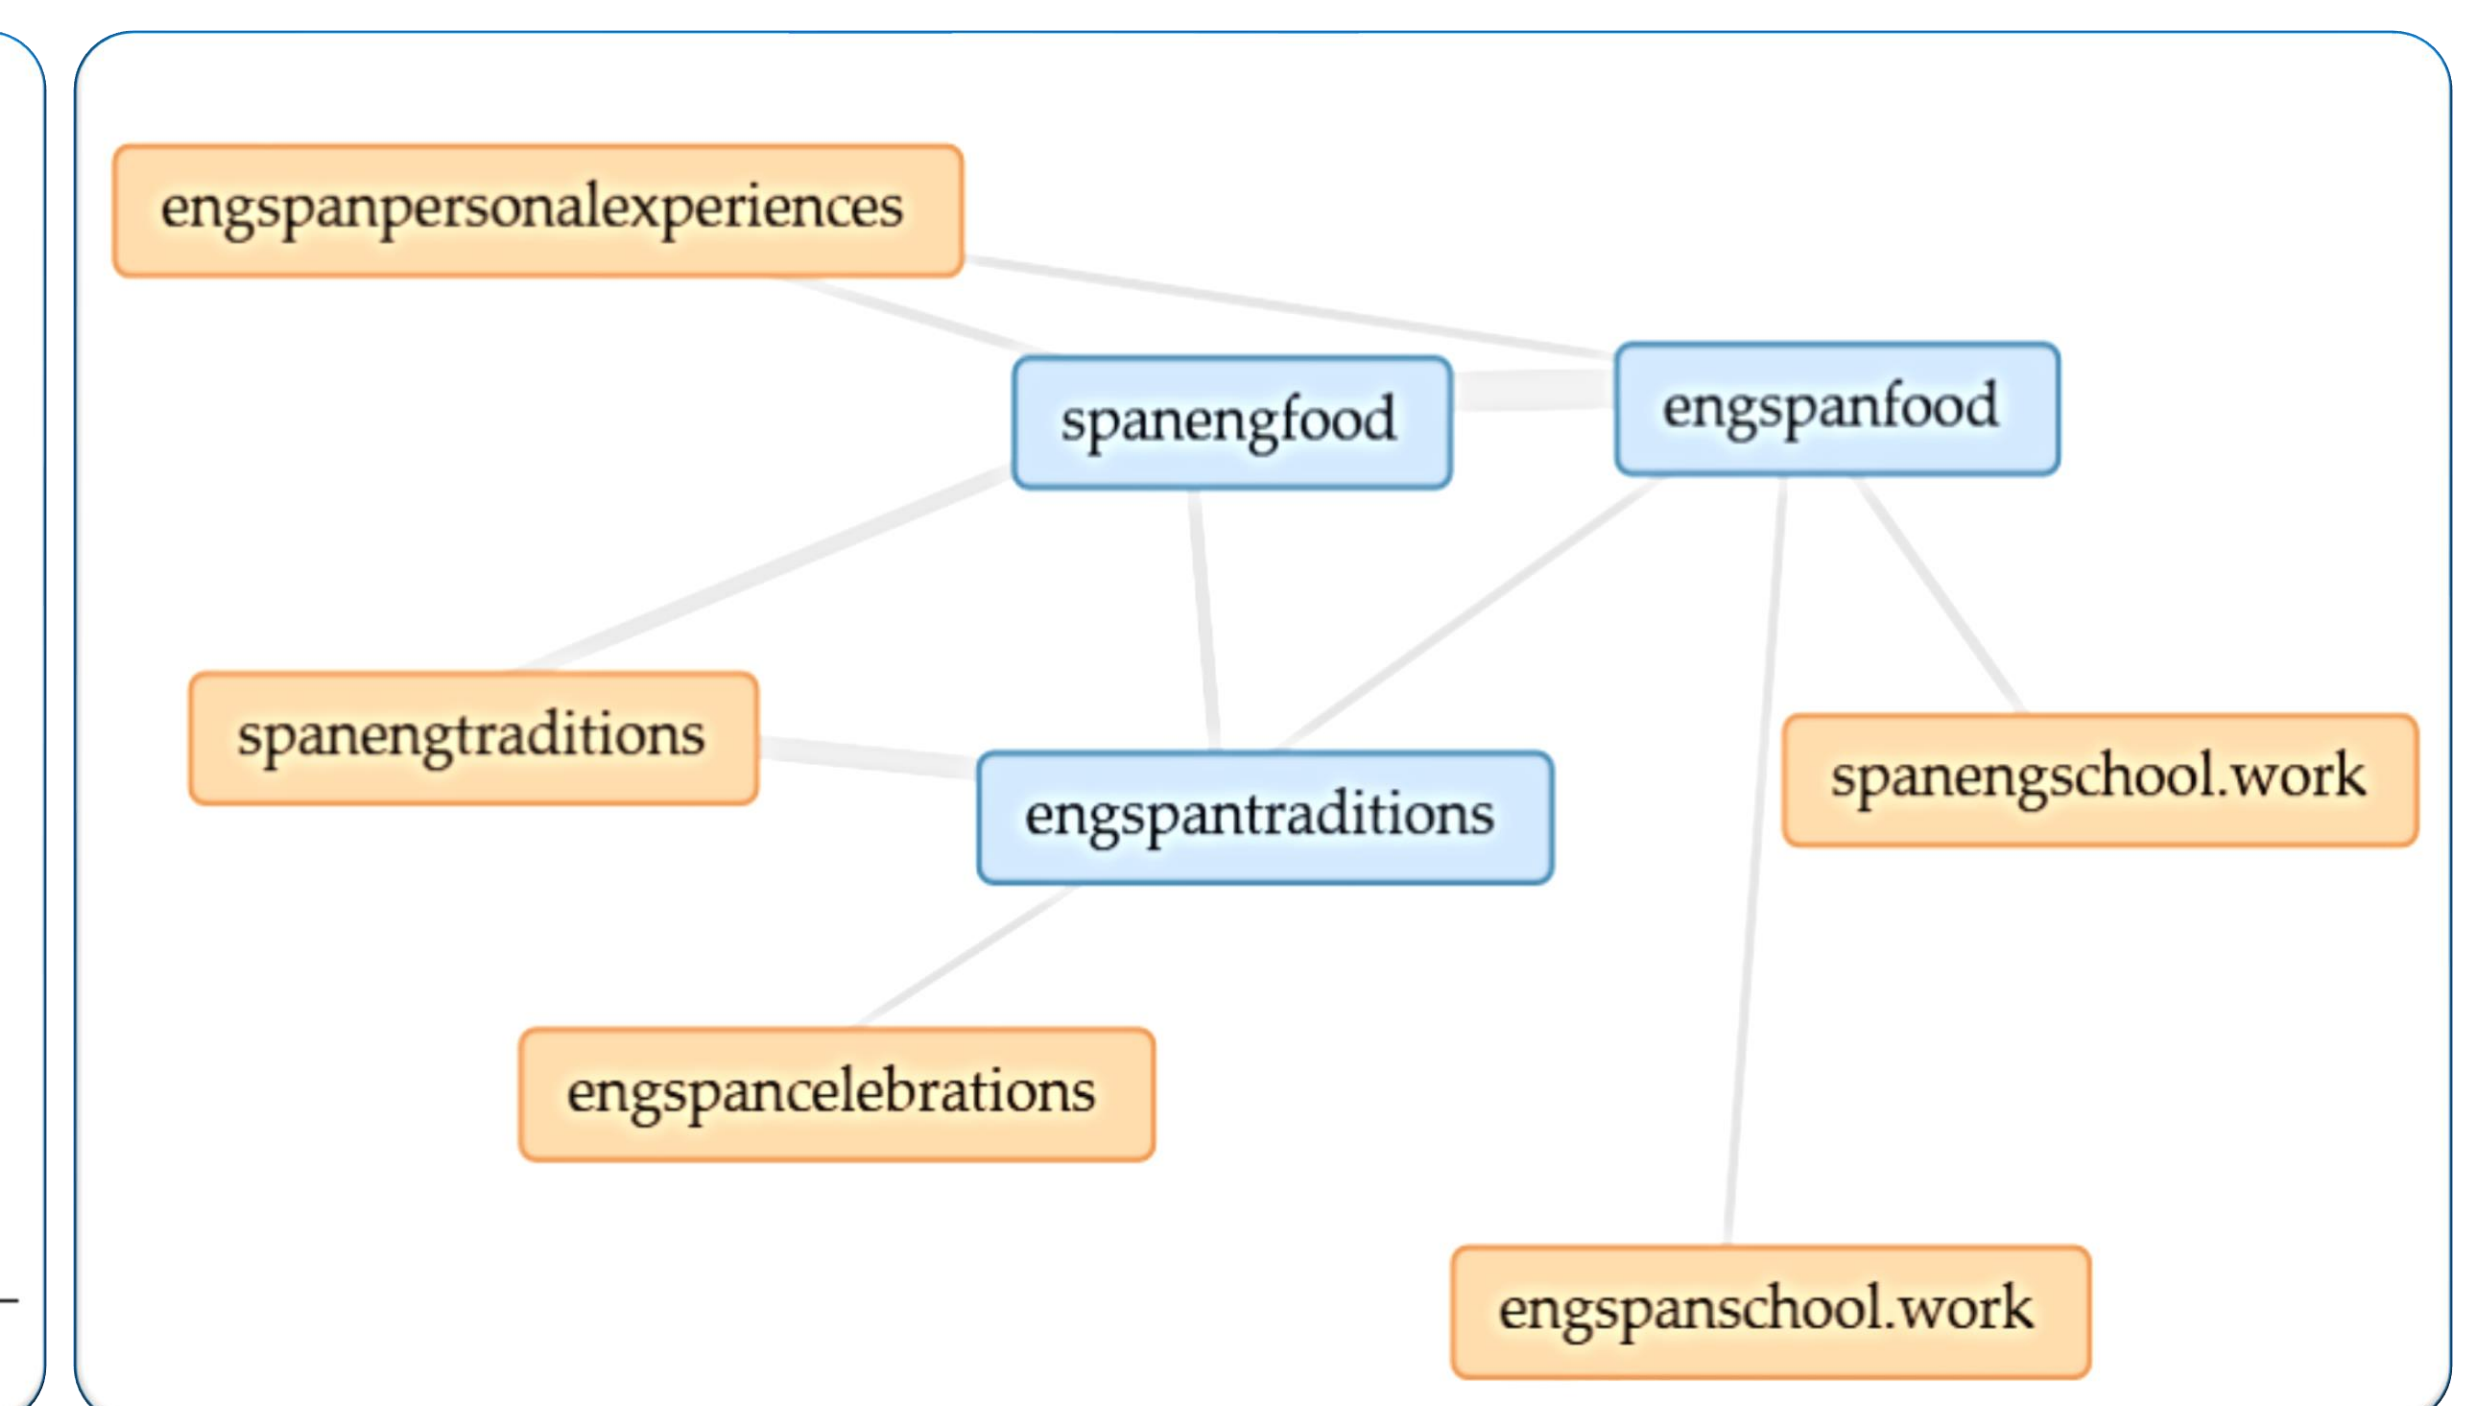 engspanpersonalexperiences
spanengfood
engspanfood
spanengtraditions
engspantraditions
spanengschool.work
engspancelebrations
engspanschool.work